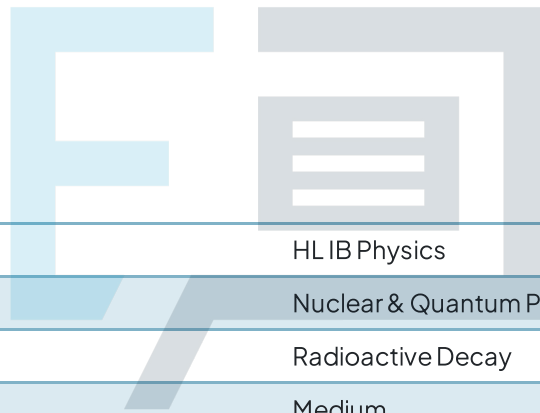 HL IB Physics
Nuclear & Quantum P
Radioactive Decay
Medium